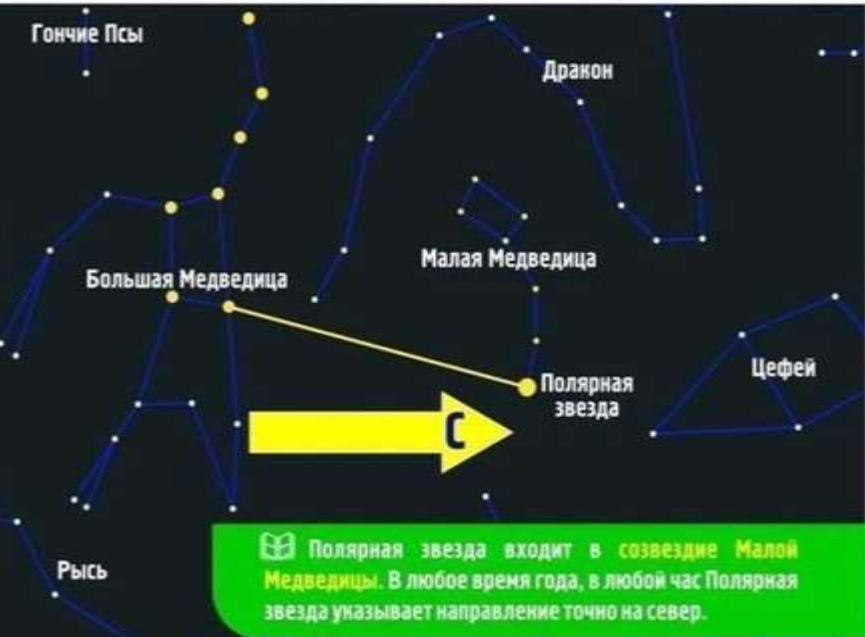 Гончие Псы
Дракон
Малая Медведица
Большая Медведица
Цефей
Полярная
звезда
С
Рысь
Полярная звезда входит в созвездие Малой
Медведицы. В любое время года, в любой час Полярная
звезда указывает направление точно на север.